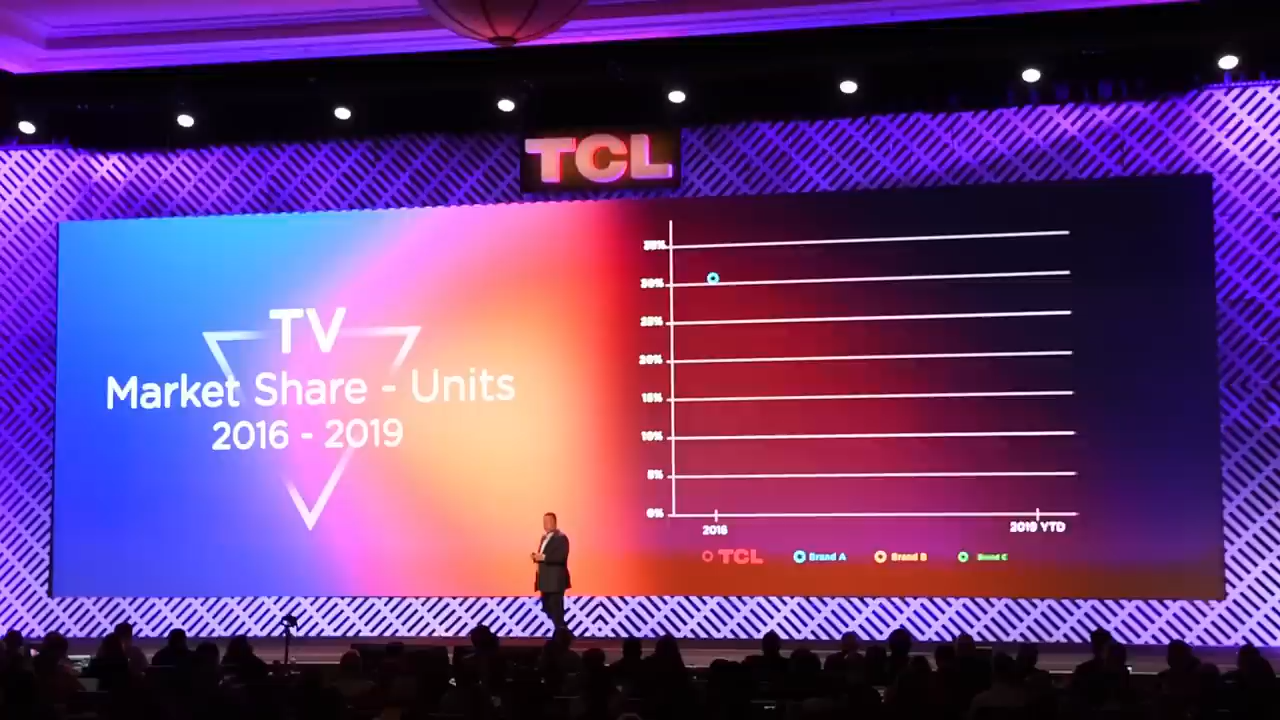 TCL
TV
Market Share - Units
2016 - 2019
35%
30%
25%
20%
15%
10%
5%
0%
2016
2019 YTD
TCL
Brand A
Brand B
Brand C